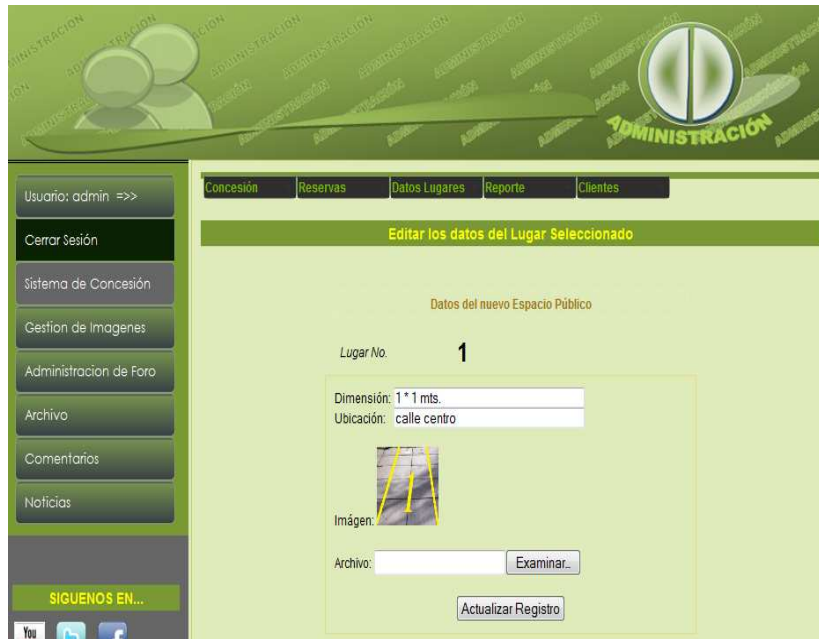 ADMINISTRACIÓN
Usuario: admin =>>
Cerrar Sesión
Sistema de Concesión
Gestion de Imagenes
Administracion de Foro
Archivo
Comentarios
Noticias
SIGUENOS EN...
You
Concesión Reservas Datos Lugares Reporte Clientes
Editar los datos del Lugar Seleccionado
Datos del nuevo Espacio Público
Lugar No. 1
Dimensión: 1 * 1 mts.
Ubicación: calle centro
Imágen:
Archivo: Examinar...
Actualizar Registro